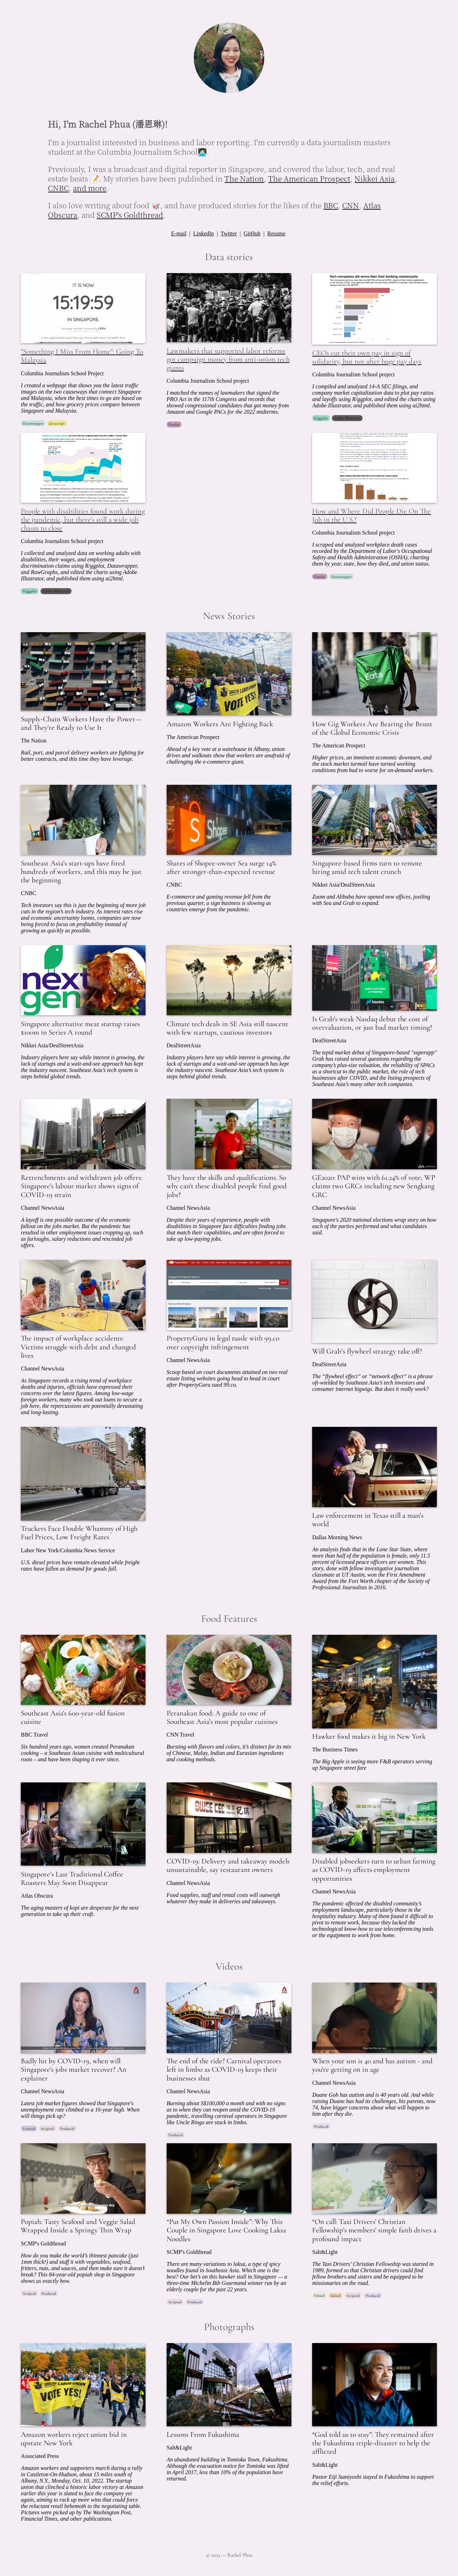 Hi, I'm Rachel Phua (潘恩琳)!
I'm a journalist interested in business and labor reporting. I'm currently a data journalism masters
student at the Columbia Journalism School
Previously, I was a broadcast and digital reporter in Singapore, and covered the labor, tech, and real
estate beats 📝. My stories have been published in The Nation, The American Prospect, Nikkei Asia,
CNBC, and more.
I also love writing about food 🥡, and have produced stories for the likes of the BBC, CNN, Atlas
Obscura, and SCMP's Goldthread.
E-mail | LinkedIn | Twitter | GitHub | Resume
Data stories
IT IS NOW
15:19:59
IN SINGAPORE.
"Something I Miss From Home": Going To
Malaysia
Columbia Journalism School Project
I created a webpage that shows you the latest traffic
images on the two causeways that connect Singapore
and Malaysia, when the best times to go are based on
the traffic, and how grocery prices compare between
Singapore and Malaysia.
Datawrapper Javascript
Lawmakers that supported labor reforms
got campaign money from anti-union tech
giants
Columbia Journalism School project
I matched the names of lawmakers that signed the
PRO Act in the 117th Congress and records that
showed congressional candidates who got money from
Amazon and Google PACs for the 2022 midterms.
Pandas
Tech companies did worse than their banking counterparts
CEOs cut their own pay in sign of
solidarity, but not after huge pay days
Columbia Journalism School project
I compiled and analyzed 14-A SEC filings, and
company market capitalization data to plot pay ratios
and layoffs using R/ggplot, and edited the charts using
Adobe Illustrator, and published them using ai2html.
R/ggplot Adobe Illustrator
People with disabilities found work during
the pandemic, but there's still a wide job
chasm to close
Columbia Journalism School project
I collected and analyzed data on working adults with
disabilities, their wages, and employment
discrimination claims using R/ggplot, Datawrapper,
and RawGraphs, and edited the charts using Adobe
Illustrator, and published them using ai2html.
R/ggplot Adobe Illustrator
How and Where Did People Die On The
Job in the U.S.?
Columbia Journalism School project
I scraped and analyzed workplace death cases
recorded by the Department of Labor's Occupational
Safety and Health Administration (OSHA), charting
them by year, state, how they died, and union status.
Pandas Datawrapper
News Stories
Supply-Chain Workers Have the Power—
and They're Ready to Use It
The Nation
Rail, port, and parcel delivery workers are fighting for
better contracts, and this time they have leverage.
VOTE YES!
Amazon Workers Are Fighting Back
The American Prospect
Ahead of a key vote at a warehouse in Albany, union
drives and walkouts show that workers are unafraid of
challenging the e-commerce giant.
Uber
Eats
How Gig Workers Are Bearing the Brunt
of the Global Economic Crisis
The American Prospect
Higher prices, an imminent economic downturn, and
the stock market turmoil have turned working
conditions from bad to worse for on-demand workers.
Southeast Asia's start-ups have fired
hundreds of workers, and this may be just
the beginning
CNBC
Tech investors say this is just the beginning of more job
cuts in the region's tech industry. As interest rates rise
and economic uncertainty looms, companies are now
being forced to focus on profitability instead of
growing as quickly as possible.
Shares of Shopee-owner Sea surge 14%
after stronger-than-expected revenue
CNBC
E-commerce and gaming revenue fell from the
previous quarter, a sign business is slowing as
countries emerge from the pandemic.
Singapore-based firms turn to remote
hiring amid tech talent crunch
Nikkei Asia/DealStreetAsia
Zoom and Alibaba have opened new offices, jostling
with Sea and Grab to expand.
next
gen
Singapore alternative meat startup raises
$100m in Series A round
Nikkei Asia/DealStreetAsia
Industry players here say while interest is growing, the
lack of startups and a wait-and-see approach has kept
the industry nascent. Southeast Asia's tech system is
steps behind global trends.
Climate tech deals in SE Asia still nascent
with few startups, cautious investors
DealStreetAsia
Industry players here say while interest is growing, the
lack of startups and a wait-and-see approach has kept
the industry nascent. Southeast Asia's tech system is
steps behind global trends.
Is Grab's weak Nasdaq debut the cost of
overvaluation, or just bad market timing?
DealStreetAsia
The tepid market debut of Singapore-based "superapp"
Grab has raised several questions regarding the
company's plus-size valuation, the reliability of SPACs
as a shortcut to the public market, the role of tech
businesses after COVID, and the listing prospects of
Southeast Asia's many other tech companies.
Retrenchments and withdrawn job offers:
Singapore's labour market shows signs of
COVID-19 strain
Channel NewsAsia
A layoff is one possible outcome of the economic
fallout on the job market. But the pandemic has
resulted in other employment issues cropping up, such
as furloughs, salary reductions and rescinded job
offers.
They have the skills and qualifications. So
why can't these disabled people find good
jobs?
Channel NewsAsia
Despite their years of experience, people with
disabilities in Singapore face difficulties finding jobs
that match their capabilities, and are often forced to
take up low-paying jobs.
GE2020: PAP wins with 61.24% of vote; WP
claims two GRCs including new Sengkang
GRC
Channel NewsAsia
Singapore's 2020 national elections wrap story on how
each of the parties performed and what candidates
said.
The impact of workplace accidents:
Victims struggle with debt and changed
lives
Channel NewsAsia
As Singapore records a rising trend of workplace
deaths and injuries, officials have expressed their
concerns over the latest figures. Among low-wage
foreign workers, many who took out loans to secure a
job here, the repercussions are potentially devastating
and long-lasting.
PropertyGuru in legal tussle with 99.co
over copyright infringement
Channel NewsAsia
Scoop based on court documents attained on two real
estate listing websites going head to head in court
after PropertyGuru sued 99.co.
Will Grab's flywheel strategy take off?
DealStreetAsia
The "flywheel effect" or "network effect" is a phrase
oft-wielded by Southeast Asia's tech investors and
consumer internet bigwigs. But does it really work?
Truckers Face Double Whammy of High
Fuel Prices, Low Freight Rates
Labor New York/Columbia News Service
U.S. diesel prices have remain elevated while freight
rates have fallen as demand for goods fall.
SHERIFF
Law enforcement in Texas still a man's
world
Dallas Morning News
An analysis finds that in the Lone Star State, where
more than half of the population is female, only 11.5
percent of licensed peace officers are women. This
story, done with fellow investigative journalism
classmate at UT Austin, won the First Amendment
Award from the Fort Worth chapter of the Society of
Professional Journalists in 2016.
Food Features
Southeast Asia's 600-year-old fusion
cuisine
BBC Travel
Six hundred years ago, women created Peranakan
cooking – a Southeast Asian cuisine with multicultural
roots – and have been shaping it ever since.
Peranakan food: A guide to one of
Southeast Asia's most popular cuisines
CNN Travel
Bursting with flavors and colors, it's distinct for its mix
of Chinese, Malay, Indian and Eurasian ingredients
and cooking methods.
Hawker food makes it big in New York
The Business Times
The Big Apple is seeing more F&B operators serving
up Singapore street fare
Singapore's Last Traditional Coffee
Roasters May Soon Disappear
Atlas Obscura
The aging masters of kopi are desperate for the next
generation to take up their craft.
COVID-19: Delivery and takeaway models
unsustainable, say restaurant owners
Channel NewsAsia
Food supplies, staff and rental costs will outweigh
whatever they make in deliveries and takeaways.
Disabled jobseekers turn to urban farming
as COVID-19 affects employment
opportunities
Channel NewsAsia
The pandemic affected the disabled community's
employment landscape, particularly those in the
hospitality industry. Many of them found it difficult to
pivot to remote work, because they lacked the
technological know-how to use teleconferencing tools
or the equipment to work from home.
Videos
Badly hit by COVID-19, when will
Singapore's jobs market recover? An
explainer
Channel NewsAsia
Latest job market figures showed that Singapore's
unemployment rate climbed to a 16-year high. When
will things pick up?
Scripted Produced
The end of the ride? Carnival operators
left in limbo as COVID-19 keeps their
businesses shut
Channel NewsAsia
Burning about S$100,000 a month and with no signs
as to when they can reopen amid the COVID-19
pandemic, travelling carnival operators in Singapore
like Uncle Ringo are stuck in limbo.
Produced
When your son is 40 and has autism - and
you're getting on in age
Channel NewsAsia
Duane Goh has autism and is 40 years old. And while
raising Duane has had its challenges, his parents, now
74, have bigger concerns about what will happen to
him after they die.
Produced
Popiah: Tasty Seafood and Veggie Salad
Wrapped Inside a Springy Thin Wrap
SCMP's Goldthread
How do you make the world's thinnest pancake (just
1mm thick!) and stuff it with vegetables, seafood,
fritters, nuts, and sauces, and then make sure it doesn't
break? This 84-year-old popiah shop in Singapore
shows us exactly how.
Scripted Produced
"Put My Own Passion Inside": Why This
Couple in Singapore Love Cooking Laksa
Noodles
SCMP's Goldthread
There are many variations to laksa, a type of spicy
noodles found in Southeast Asia. Which one is the
best? Our bet's on this hawker stall in Singapore — a
three-time Michelin Bib Gourmand winner run by an
elderly couple for the past 22 years.
Scripted Produced
"On call: Taxi Drivers' Christian
Fellowship's members' simple faith drives a
profound impact
Salt&Light
The Taxi Drivers' Christian Fellowship was started in
1989, formed so that Christian drivers could find
fellow brothers and sisters and be equipped to be
missionaries on the road.
Filmed Edited Scripted Produced
Photographs
VOTE YES!
Amazon workers reject union bid in
upstate New York
Associated Press
Amazon workers and supporters march during a rally
in Castleton-On-Hudson, about 15 miles south of
Albany, N.Y., Monday, Oct. 10, 2022. The startup
union that clinched a historic labor victory at Amazon
earlier this year is slated to face the company yet
again, aiming to rack up more wins that could force
the reluctant retail behemoth to the negotiating table.
Pictures were picked up by The Washington Post,
Financial Times, and other publications.
Lessons From Fukushima
Salt&Light
An abandoned building in Tomioka Town, Fukushima.
Although the evacuation notice for Tomioka was lifted
in April 2017, less than 10% of the population have
returned.
"God told us to stay": They remained after
the Fukushima triple-disaster to help the
afflicted
Salt&Light
Pastor Eiji Sumiyoshi stayed in Fukushima to support
the relief efforts.
© 2023 — Rachel Phua